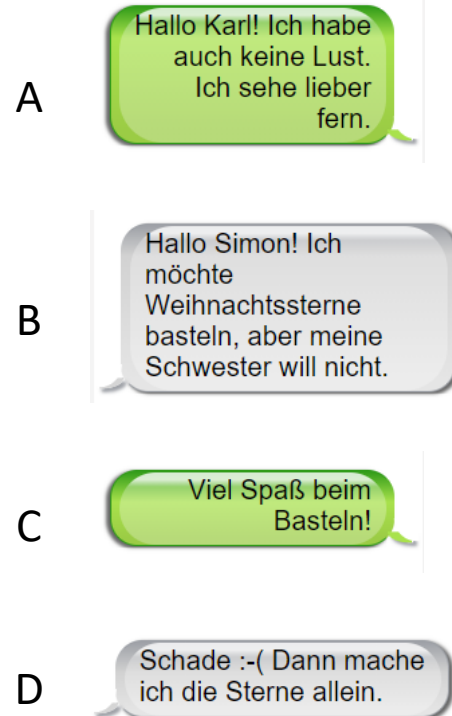 Hallo Karl! Ich habe
auch keine Lust.
Ich sehe lieber
fern.
A
Hallo Simon! Ich
möchte
Weihnachtssterne
basteln, aber meine
Schwester will nicht.
B
Viel Spaß beim
Basteln!
C
Schade :-( Dann mache
ich die Sterne allein.
D